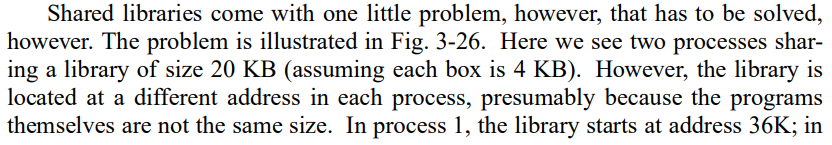 Shared libraries come with one little problem, however, that has to be solved,
however. The problem is illustrated in Fig. 3-26. Here we see two processes shar-
ing a library of size 20 KB (assuming each box is 4 KB). However, the library is
located at a different address in each process, presumably because the programs
themselves are not the same size. In process 1, the library starts at address 36K; in